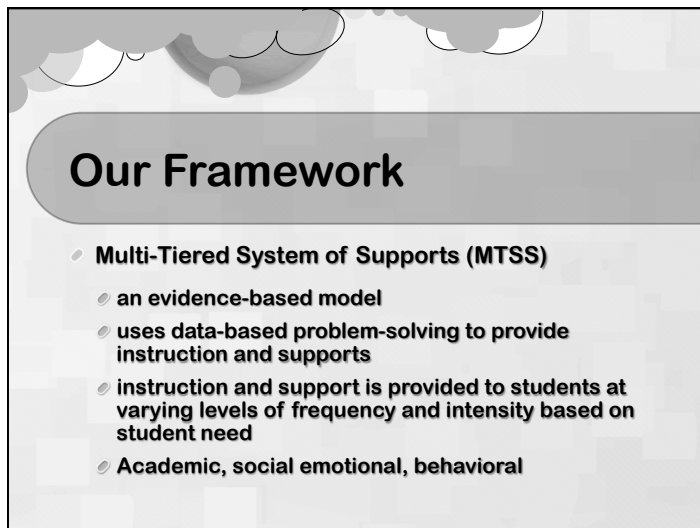 Our Framework
Multi-Tiered System of Supports (MTSS)
an evidence-based model
uses data-based problem-solving to provide
instruction and supports
instruction and support is provided to students at
varying levels of frequency and intensity based on
student need
Academic, social emotional, behavioral